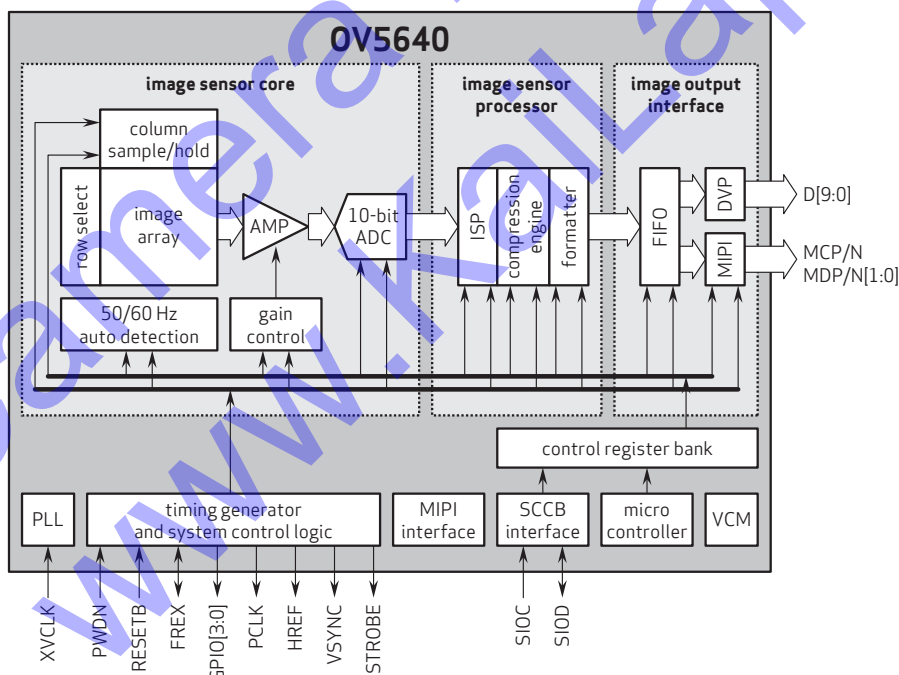 OV5640
image sensor core
image sensor
processor
image output
interface
column
sample/hold
row select
image
array
AMP
10-bit
ADC
ISP
compression
engine
formatter
FIFO
DVP
MIPI
D[9:0]
MCP/N
MDP/N[1:0]
50/60 Hz
auto detection
gain
control
control register bank
PLL
timing generator
and system control logic
MIPI
interface
SCCB
interface
micro
controller
VCM
XVCLK
PWDN
RESETB
FREX
GPIO[3:0]
PCLK
HREF
VSYNC
STROBE
SIOC
SIOD
camera